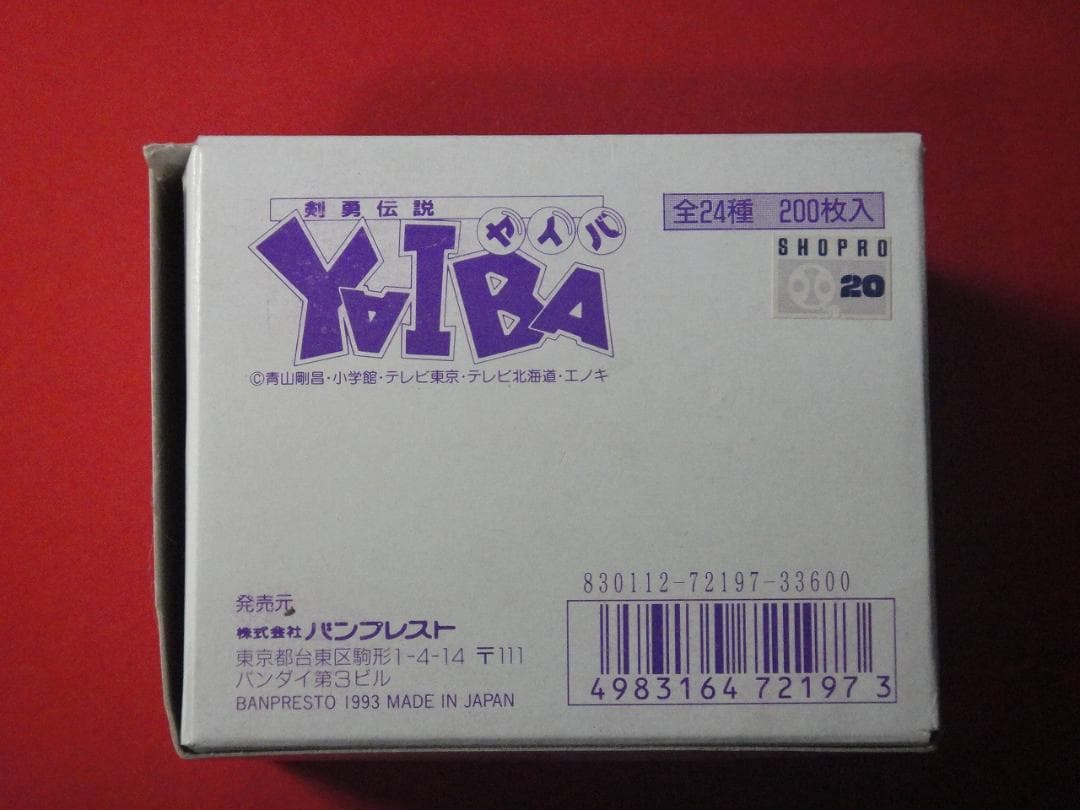 剣勇伝説
YAIBA ヤイバ
全24種 200枚入
SHOPRO
小 20
©青山剛昌・小学館・テレビ東京・テレビ北海道・エノキ
830112-72197-33600
4983164721973
発売元
株式会社バンプレスト
東京都台東区駒形1-4-14 〒111
バンダイ第3ビル
BANPRESTO 1993 MADE IN JAPAN